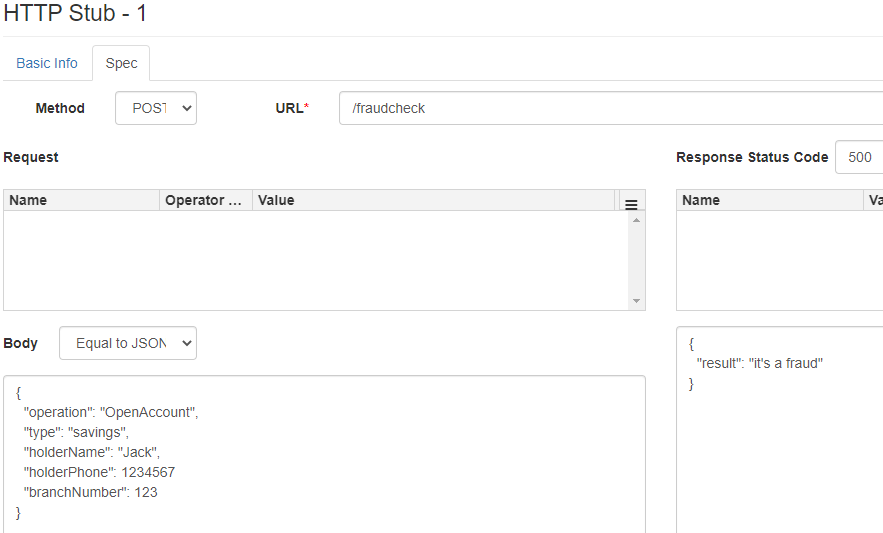 HTTP Stub - 1
Basic Info Spec
Method POST URL* /fraudcheck
Request Response Status Code 500
Name Operator ... Value Name Va
Body Equal to JSON
{
"result": "it's a fraud"
}
{
"operation": "OpenAccount",
"type": "savings",
"holderName": "Jack",
"holderPhone": 1234567
"branchNumber": 123
}